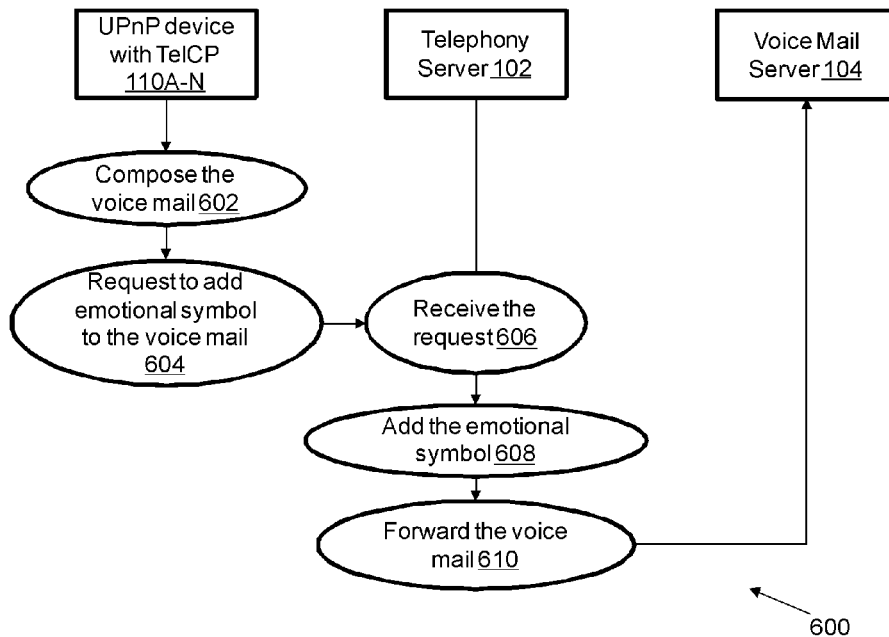 UPnP device
with TelCP
110A-N
Telephony
Server 102
Voice Mail
Server 104
Compose the
voice mail 602
Request to add
emotional symbol
to the voice mail
604
Receive the
request 606
Add the emotional
symbol 608
Forward the voice
mail 610
600